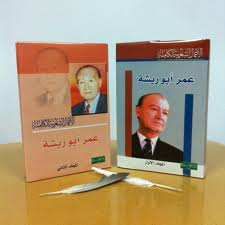 الأعمال الشعرية الكاملة
عمر أبو ريشة
المجلد الأول
الأعمال الشعرية الكاملة
عمر أبو ريشة
المجلد الثاني